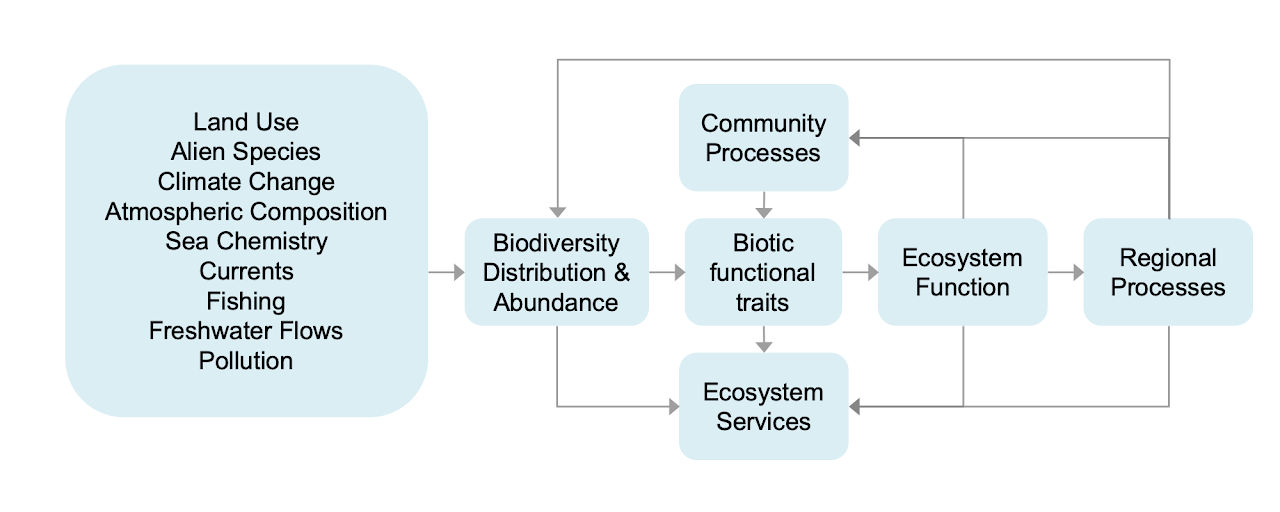 Land Use
Alien Species
Climate Change
Atmospheric Composition
Sea Chemistry
Currents
Fishing
Freshwater Flows
Pollution
Biodiversity
Distribution &
Abundance
Community
Processes
Biotic
functional
traits
Ecosystem
Services
Ecosystem
Function
Regional
Processes